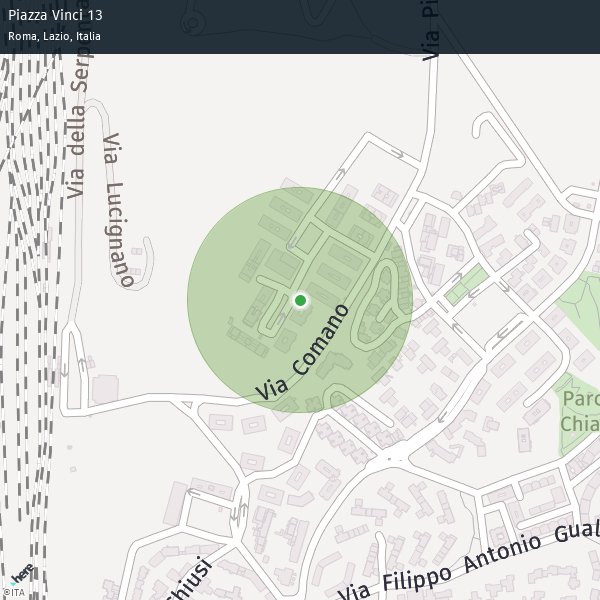 Piazza Vinci 13
Roma, Lazio, Italia
Via Pi
Via della Serpenta
Via Lucignano
Via Comano
Parc
Chia
Via Filippo Antonio Gual
Chiusi
here
©ITA